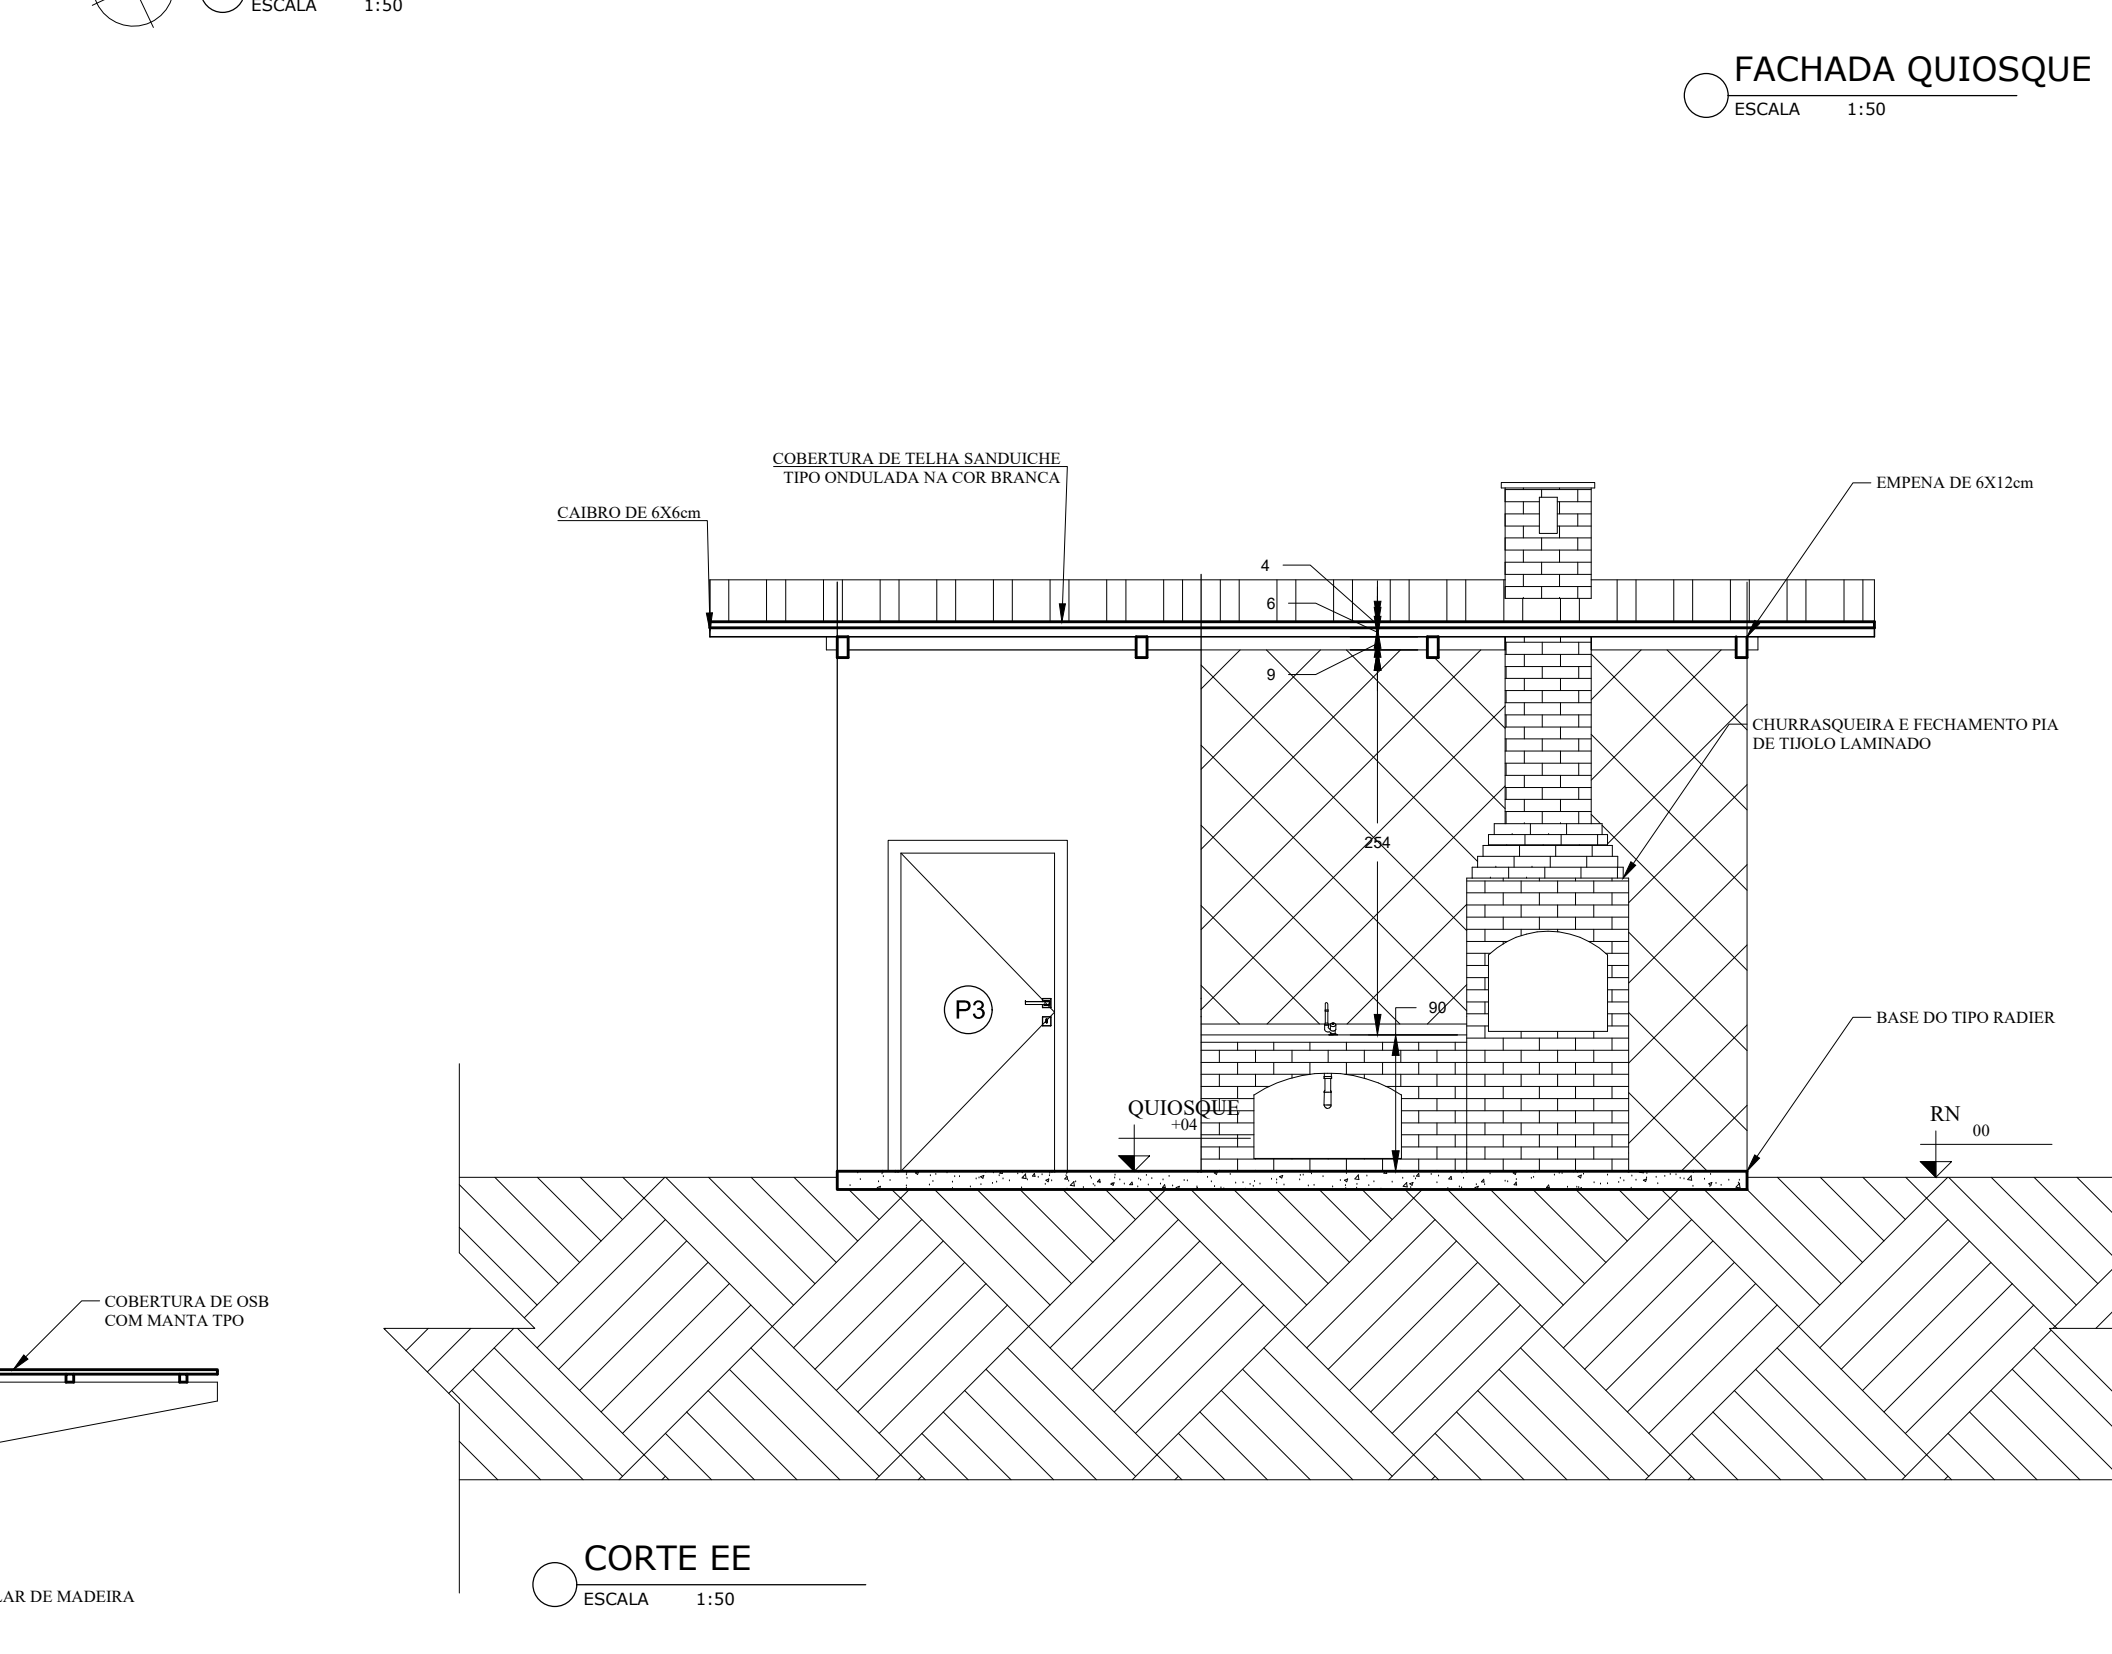 ESCALA 1:50
FACHADA QUIOSQUE
ESCALA 1:50
COBERTURA DE TELHA SANDUICHE
TIPO ONDULADA NA COR BRANCA
CAIBRO DE 6X6cm
EMPENA DE 6X12cm
4
6
9
CHURRASQUEIRA E FECHAMENTO PIA
DE TIJOLO LAMINADO
254
P3
90
BASE DO TIPO RADIER
QUIOSQUE
+04
RN
00
COBERTURA DE OSB
COM MANTA TPO
CORTE EE
ESCALA 1:50
LAR DE MADEIRA